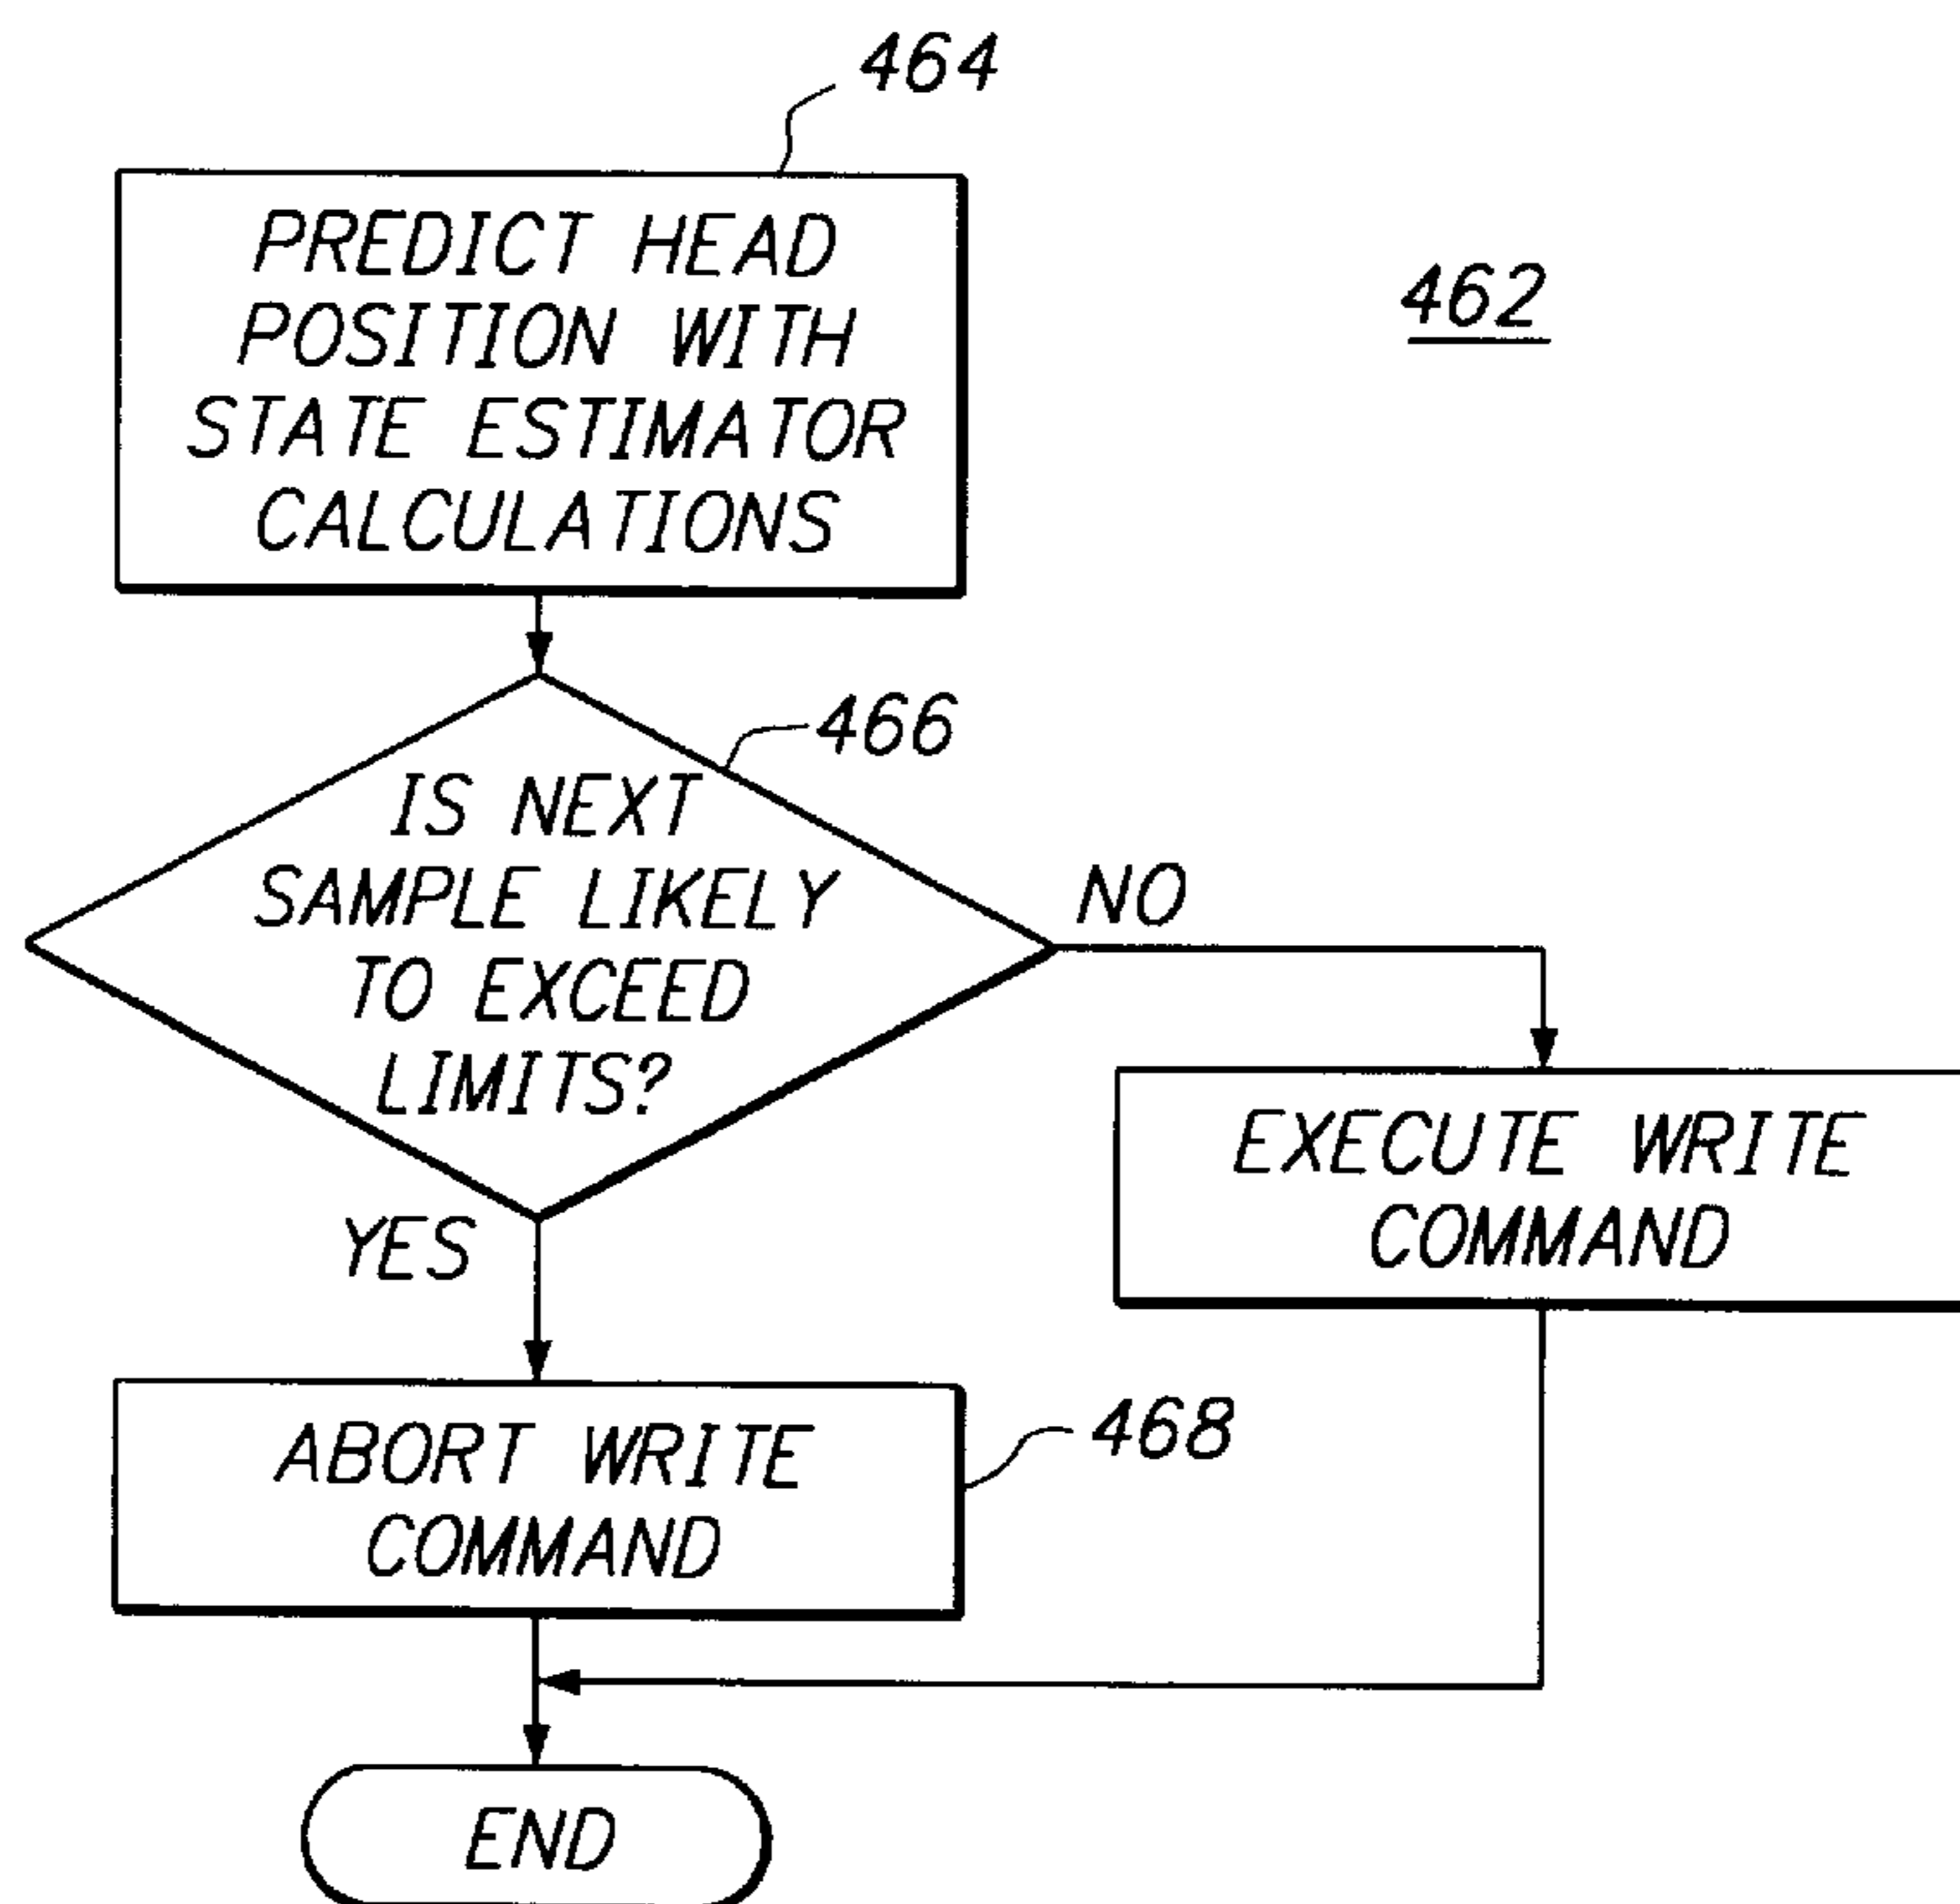 464
PREDICT HEAD
POSITION WITH
STATE ESTIMATOR
CALCULATIONS
462
466
IS NEXT
SAMPLE LIKELY
TO EXCEED
LIMITS?
NO
YES
EXECUTE WRITE
COMMAND
ABORT WRITE
COMMAND
468
END